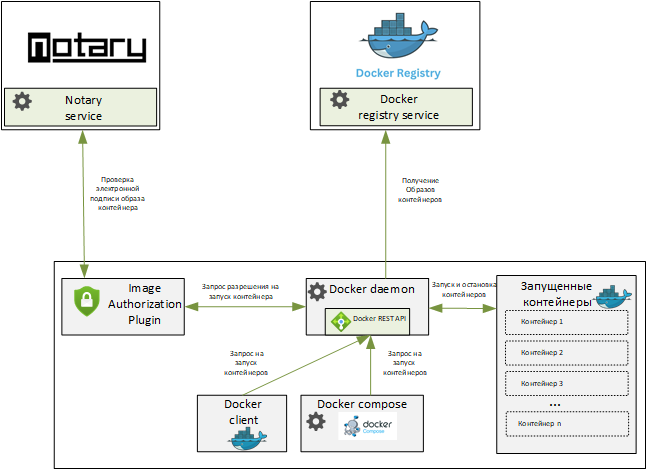 notary
Notary
service
Docker Registry
Docker
registry service
Проверка
электронной
подписи образа
контейнера
Получение
Образов
контейнеров
Image
Authorization
Plugin
Запрос разрешения на
запуск контейнера
Docker daemon
Docker REST API
Запуск и остановка
контейнеров
Запущенные
контейнеры
Контейнер 1
Контейнер 2
Контейнер 3
...
Контейнер n
Запрос на
запуск
контейнеров
Запрос на
запуск
контейнеров
Docker
client
Docker compose
docker
Compose